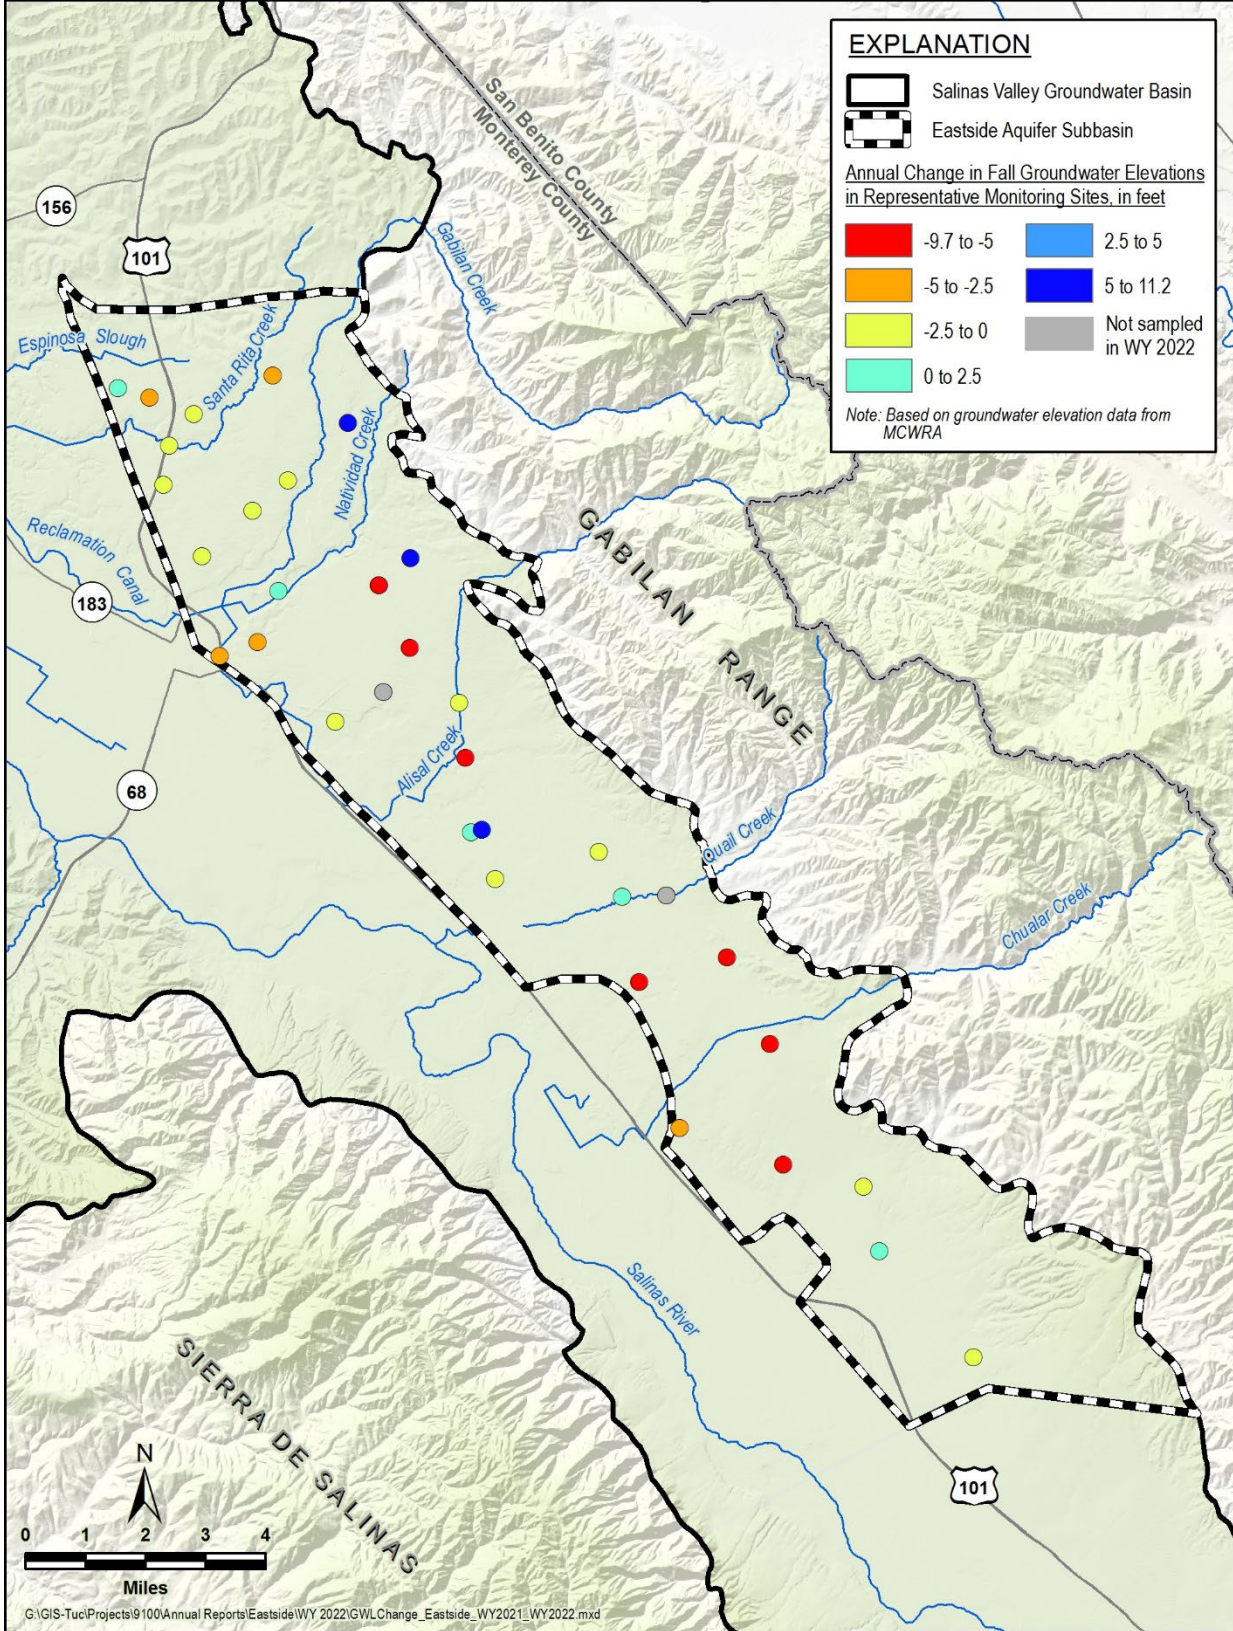 EXPLANATION
Salinas Valley Groundwater Basin
Eastside Aquifer Subbasin
Annual Change in Fall Groundwater Elevations
in Representative Monitoring Sites, in feet
-9.7 to -5
2.5 to 5
-5 to -2.5
5 to 11.2
-2.5 to 0
Not sampled
in WY 2022
0 to 2.5
Note: Based on groundwater elevation data from
MCWRA
San Benito County
Monterey County
156
101
Gabilan Creek
Espinosa Slough
Santa Rita Creek
Natividad Creek
Reclamation Canal
183
GABILAN RANGE
68
Alisal Creek
Quail Creek
Chualar Creek
Salinas River
SIERRA DE SALINAS
101
N
0 1 2 3 4
Miles
G:\GIS-Tuc\Projects\9100\Annual Reports\Eastside\WY 2022\GWLChange_Eastside_WY2021_WY2022.mxd